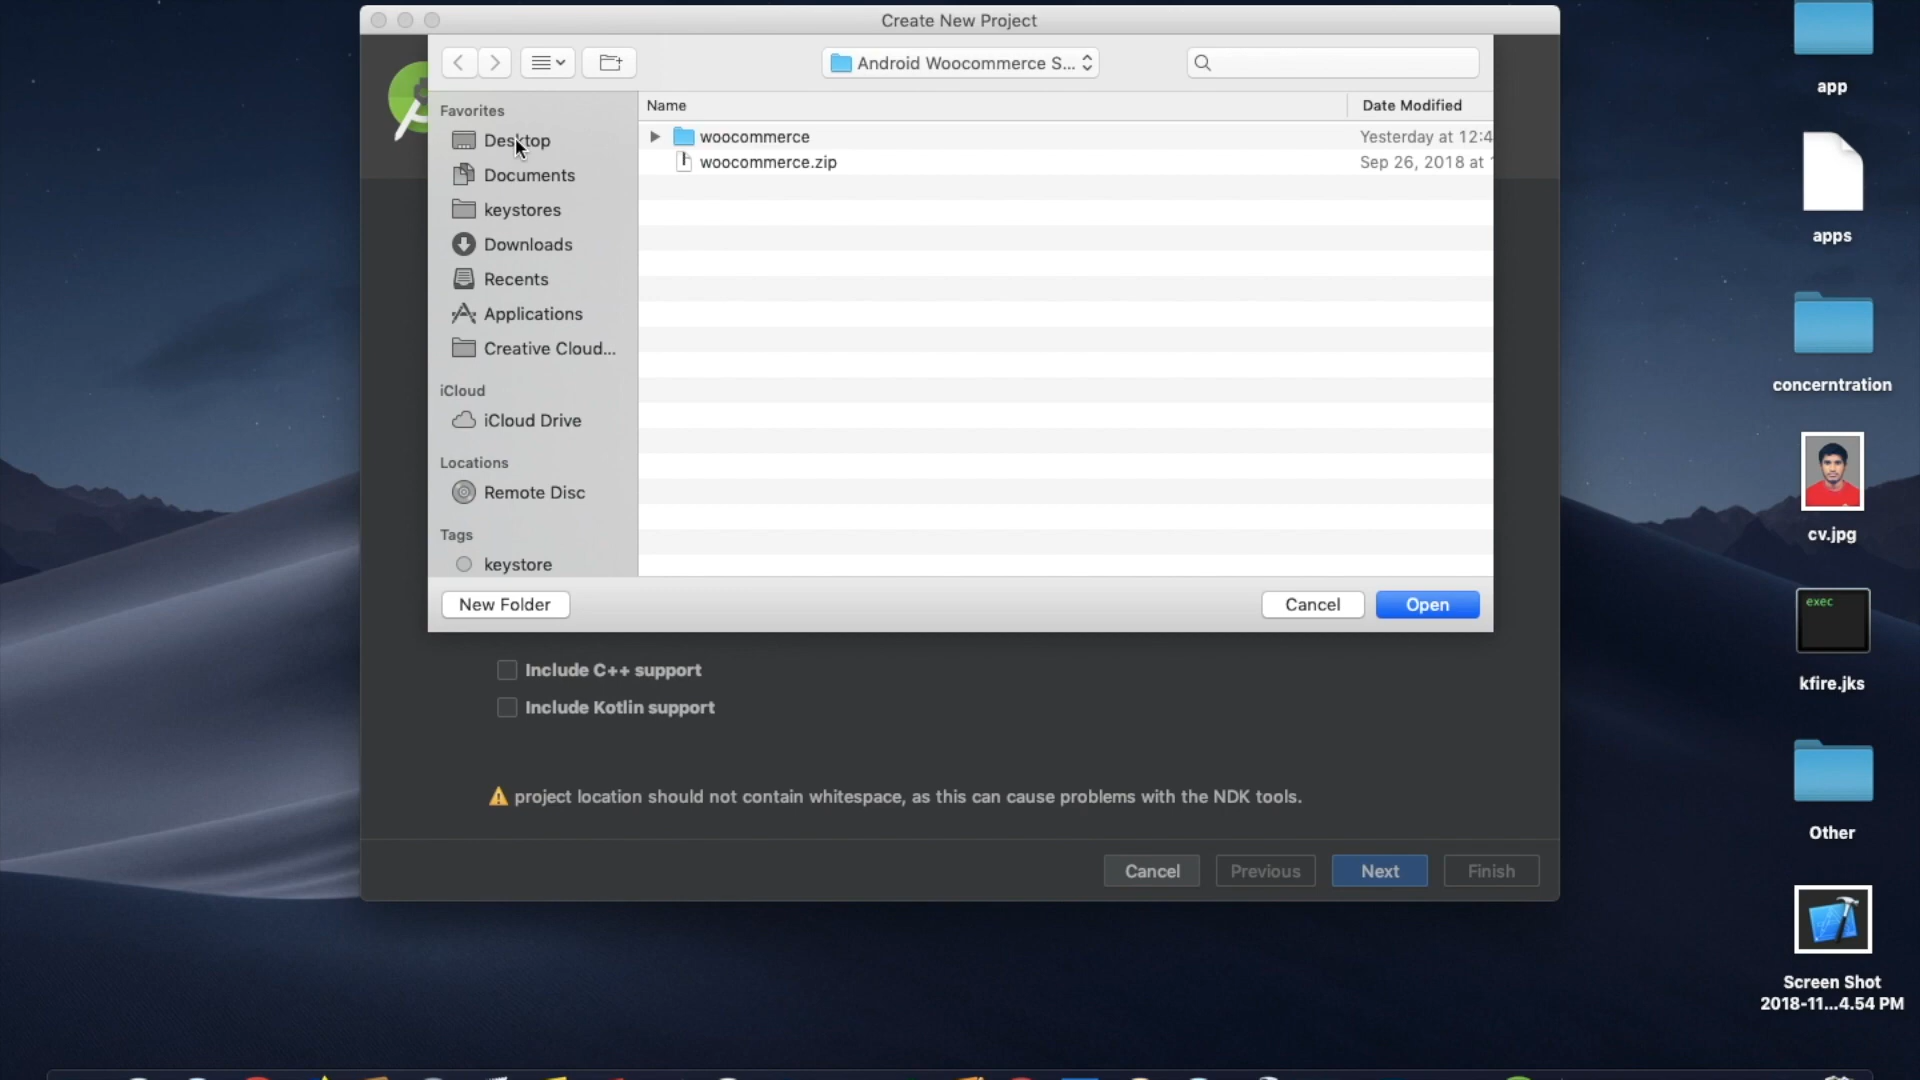 Create New Project
Android Woocommerce S...
Favorites
Desktop
Documents
keystores
Downloads
Recents
Applications
Creative Cloud...
iCloud
iCloud Drive
Locations
Remote Disc
Tags
keystore
Name
Date Modified
woocommerce
Yesterday at 12:4
woocommerce.zip
Sep 26, 2018 at
New Folder
Cancel
Open
Include C++ support
Include Kotlin support
project location should not contain whitespace, as this can cause problems with the NDK tools.
Cancel
Previous
Next
Finish
app
apps
concerntration
cv.jpg
exec
kfire.jks
Other
Screen Shot
2018-11...4.54 PM